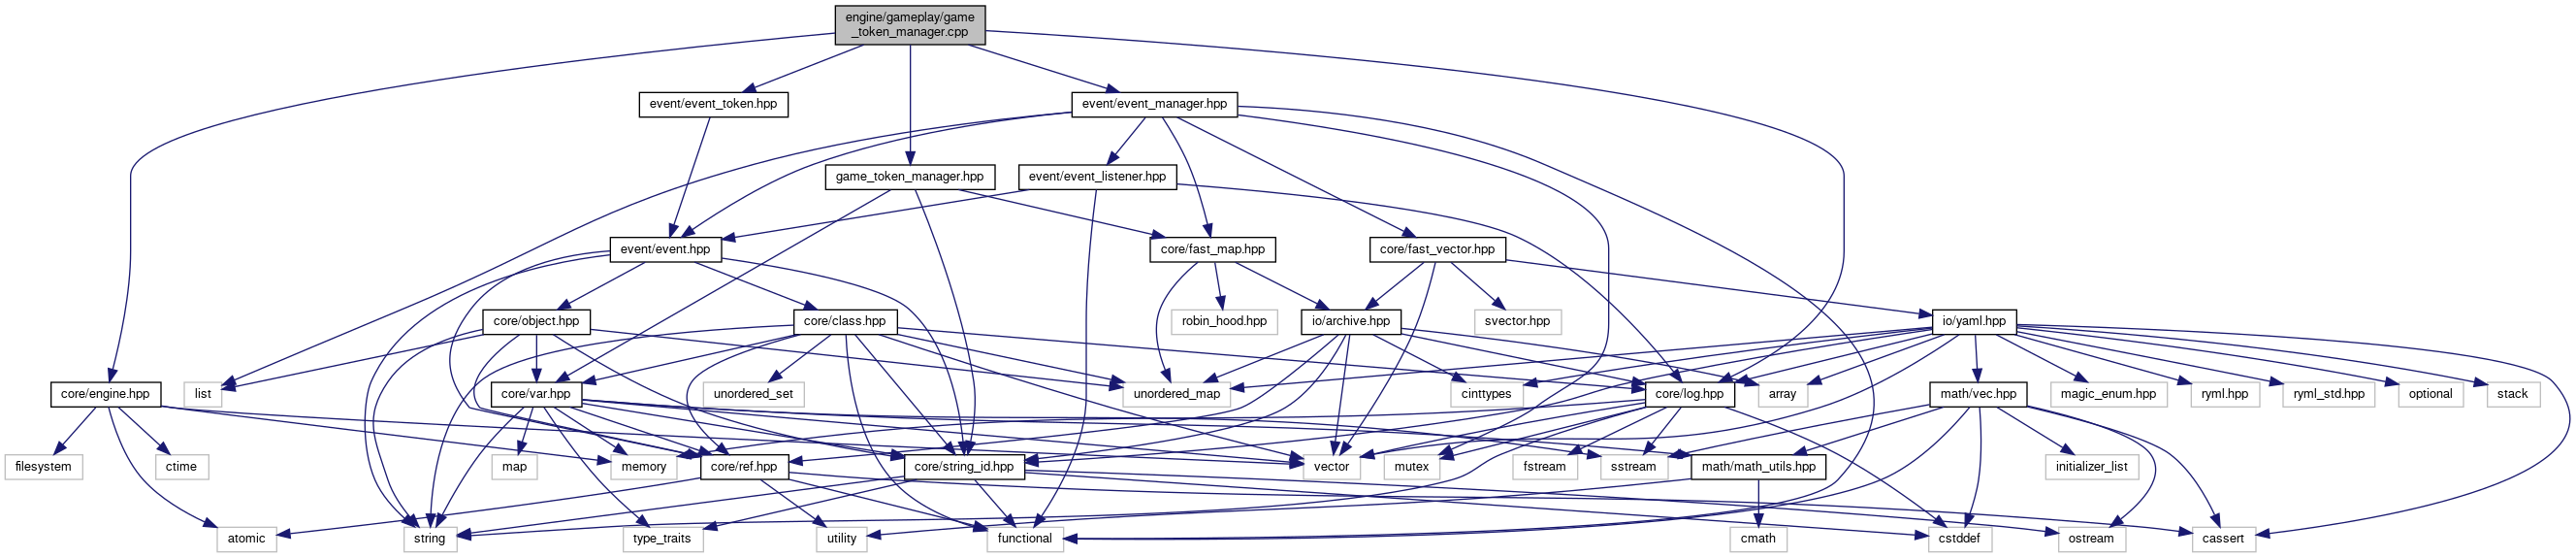 engine/gameplay/game
_token_manager.cpp
event/event_token.hpp
event/event_manager.hpp
game_token_manager.hpp
event/event_listener.hpp
event/event.hpp
core/fast_map.hpp
core/fast_vector.hpp
core/object.hpp
core/class.hpp
robin_hood.hpp
io/archive.hpp
svector.hpp
io/yaml.hpp
core/engine.hpp
list
core/var.hpp
unordered_set
unordered_map
cinttypes
core/log.hpp
array
math/vec.hpp
magic_enum.hpp
ryml.hpp
ryml_std.hpp
optional
stack
filesystem
ctime
map
memory
core/ref.hpp
core/string_id.hpp
vector
mutex
fstream
sstream
math/math_utils.hpp
initializer_list
atomic
string
type_traits
utility
functional
cmath
cstddef
ostream
cassert